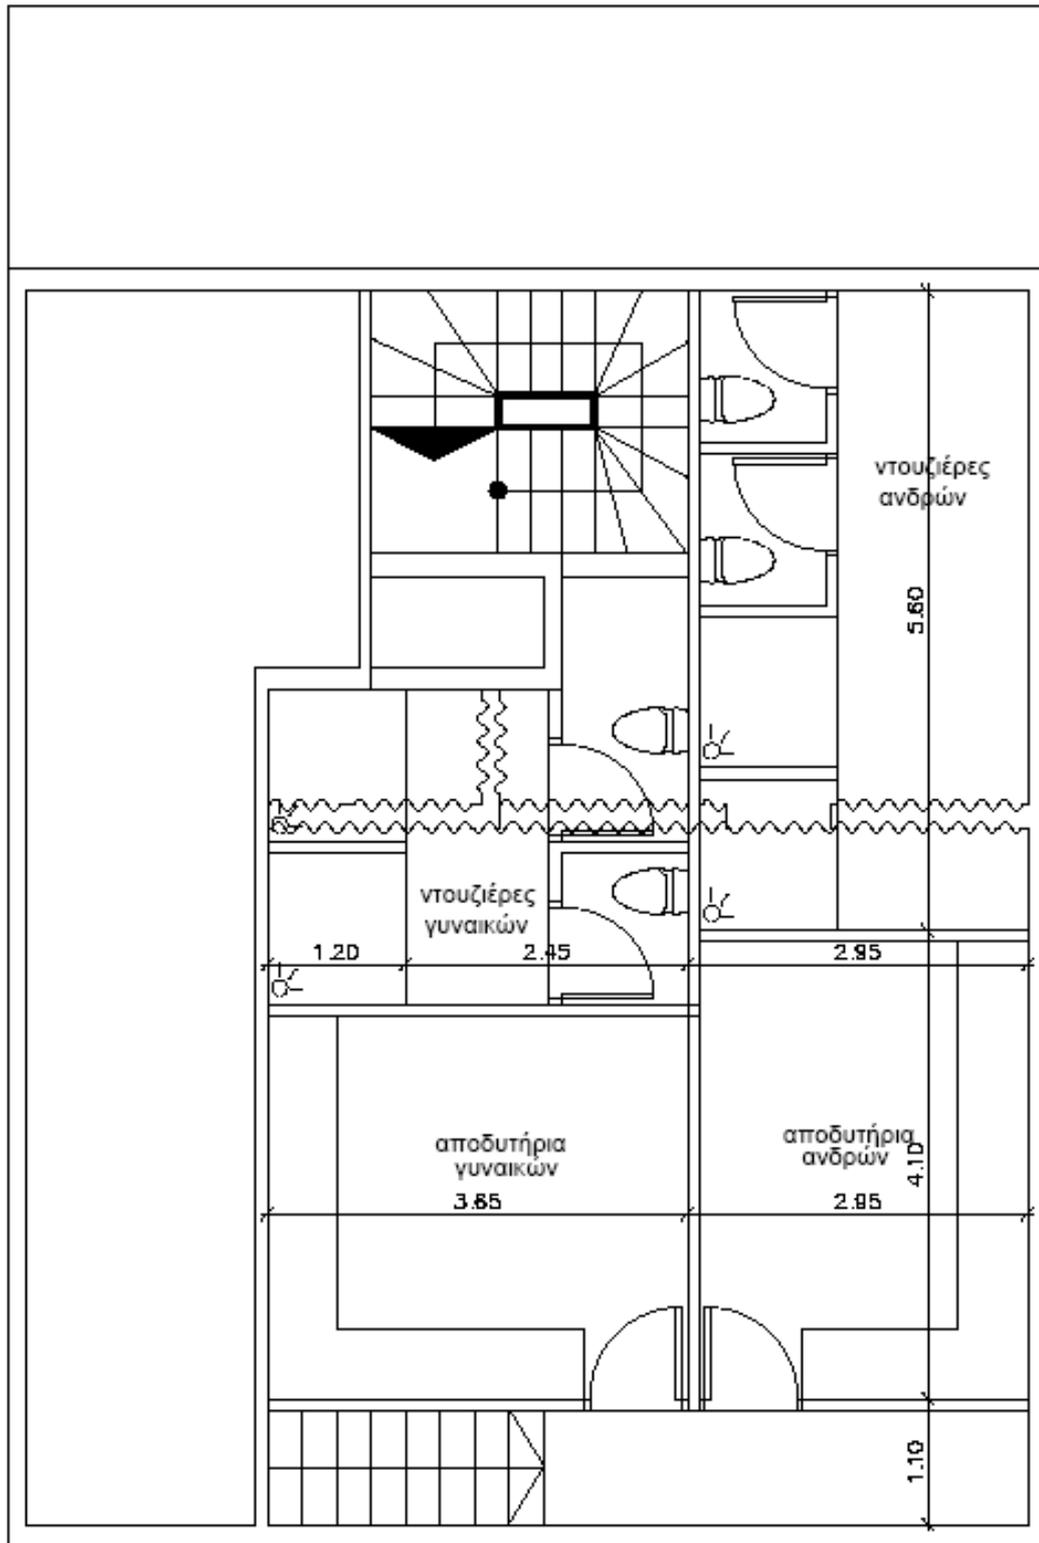 ντουζιέρες
ανδρών
5.60
ντουζιέρες
γυναικών
1.20
2.45
2.95
αποδυτήρια
γυναικών
αποδυτήρια
ανδρών
4.10
3.65
2.95
1.10